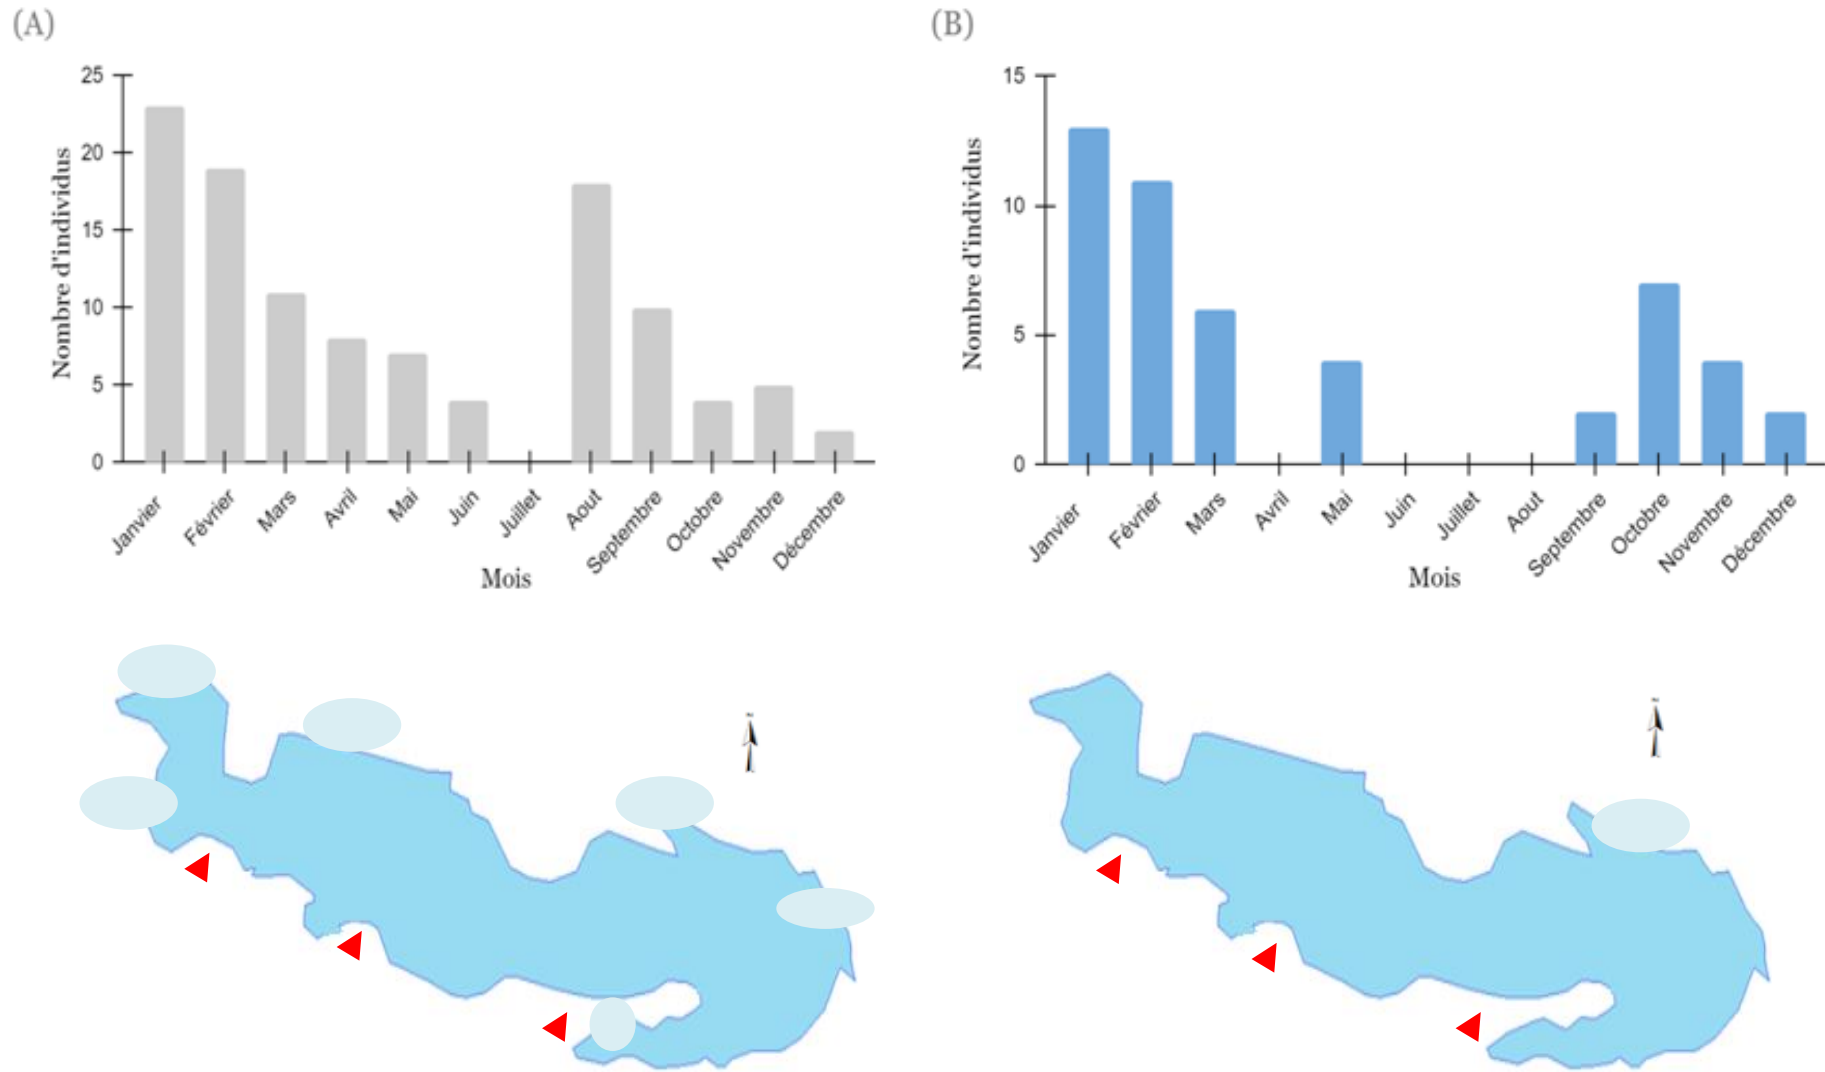 (A)
25
20
15
10
5
0
Nombre d'individus
Janvier
Février
Mars
Avril
Mai
Juin
Juillet
Aout
Septembre
Octobre
Novembre
Décembre
Mois
(B)
15
10
5
0
Nombre d'individus
Janvier
Février
Mars
Avril
Mai
Juin
Juillet
Aout
Septembre
Octobre
Novembre
Décembre
Mois